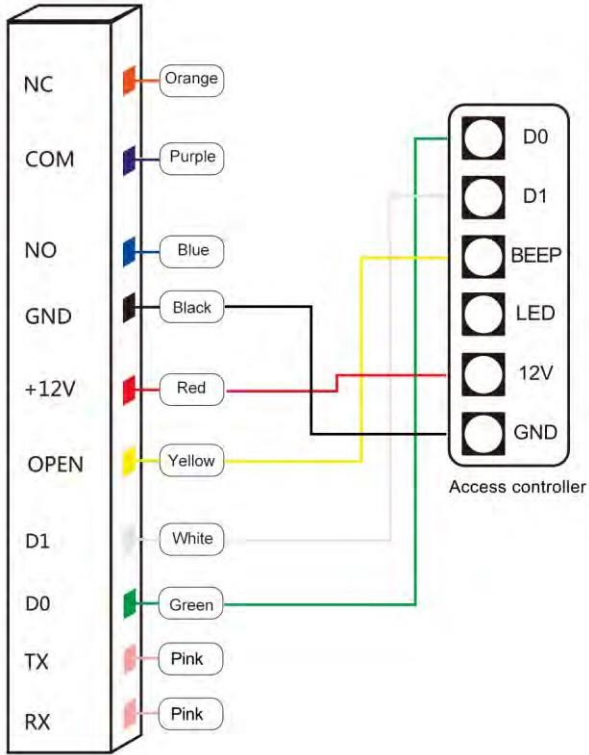 NC Orange
COM Purple
NO Blue
GND Black
+12V Red
OPEN Yellow
D1 White
D0 Green
TX Pink
RX Pink
D0
D1
BEEP
LED
12V
GND
Access controller